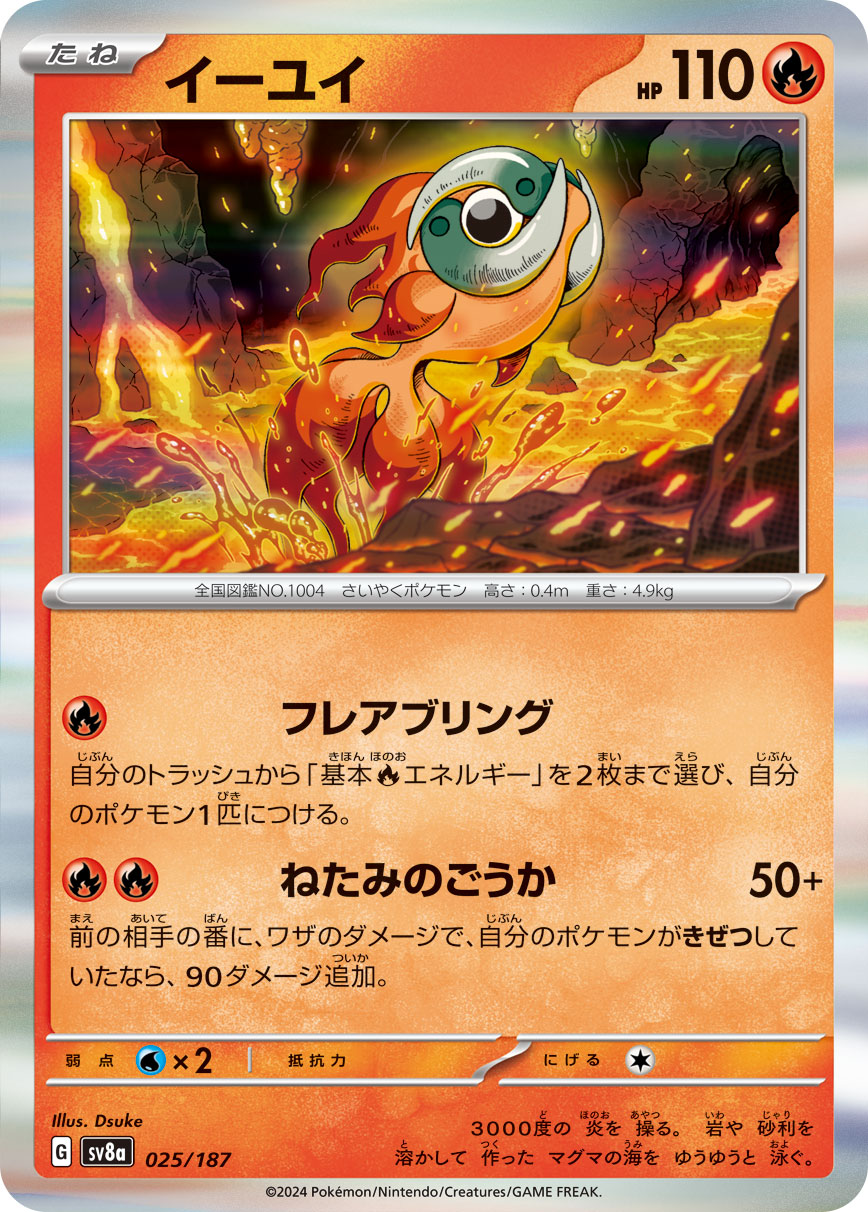 たね
イーユイ
HP 110
全国図鑑NO.1004 さいやくポケモン 高さ：0.4m 重さ：4.9kg
フレアブリング
自分のトラッシュから「基本エネルギー」を2枚まで選び、自分
のポケモン1匹につける。
ねたみのごうか 50+
前の相手の番に、ワザのダメージで、自分のポケモンがきぜつして
いたなら、90ダメージ追加。
弱点 ×2 抵抗力 にげる
Illus. Dsuke
3000度の 炎を 操る。 岩や 砂利を
G sv8a 025/187
溶かして 作った マグマの海を ゆうゆうと 泳ぐ。
©2024 Pokémon/Nintendo/Creatures/GAME FREAK.